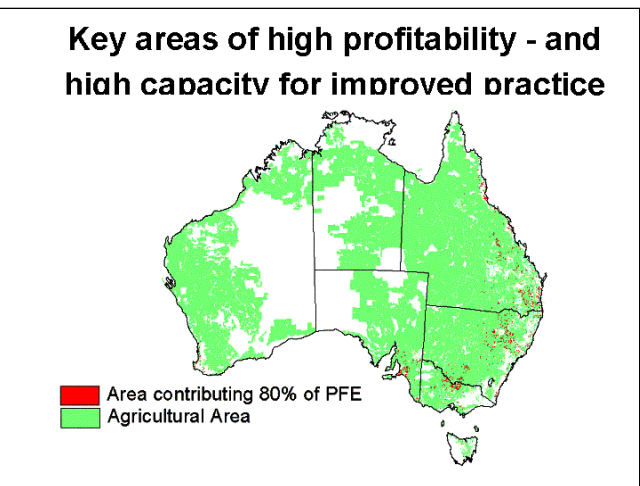 Key areas of high profitability - and
high capacity for improved practice
Area contributing 80% of PFE
Agricultural Area